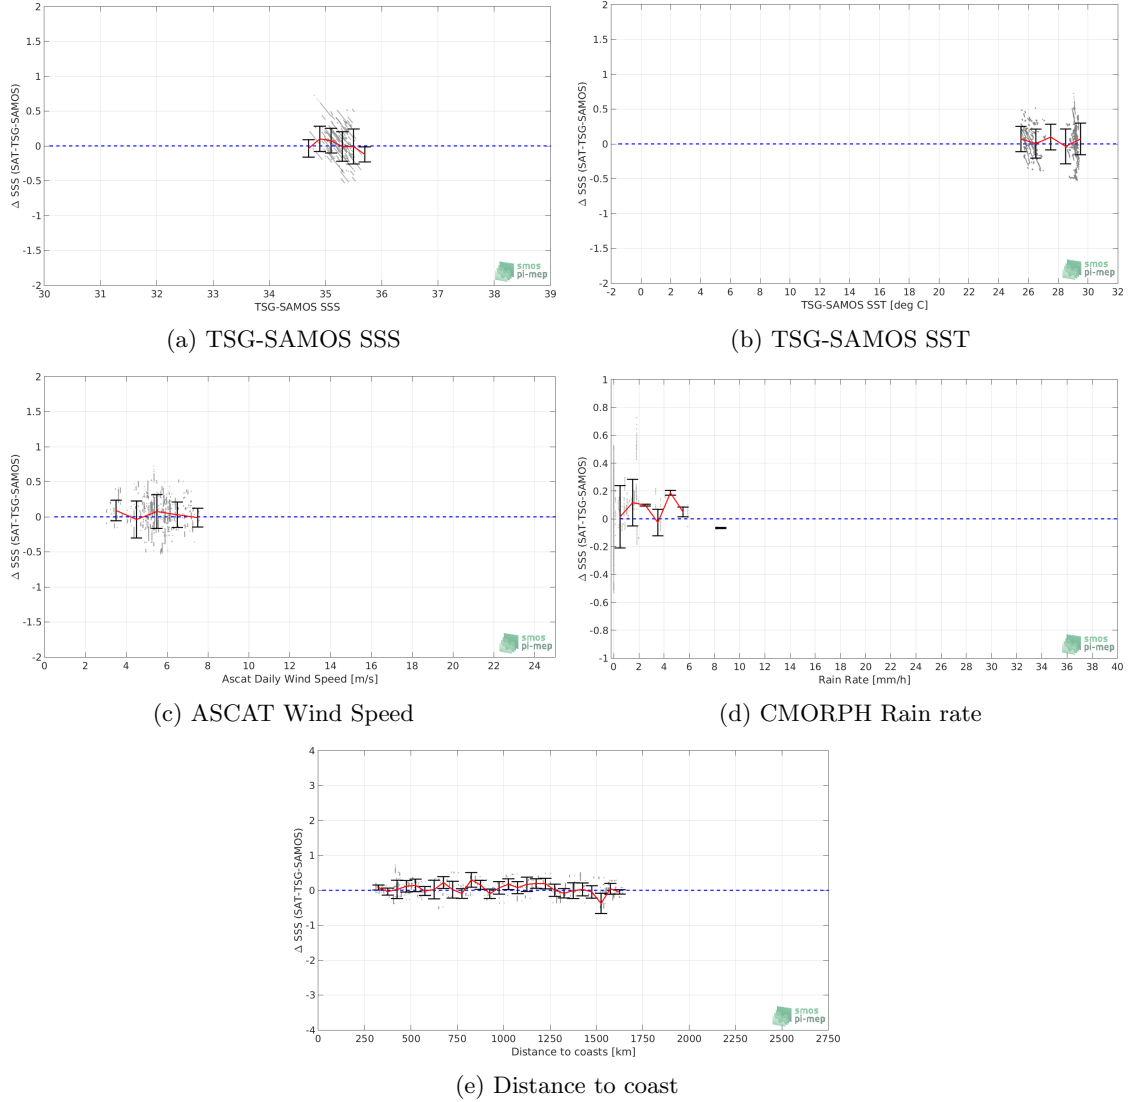 2
1.5
1
0.5
0
-0.5
-1
-1.5
-2
Δ SSS (SAT-TSG-SAMOS)
30 31 32 33 34 35 36 37 38 39
TSG-SAMOS SSS
smos
pi-mep
(a) TSG-SAMOS SSS
2
1.5
1
0.5
0
-0.5
-1
-1.5
-2
Δ SSS (SAT-TSG-SAMOS)
-2 0 2 4 6 8 10 12 14 16 18 20 22 24 26 28 30 32
TSG-SAMOS SST [deg C]
smos
pi-mep
(b) TSG-SAMOS SST
2
1.5
1
0.5
0
-0.5
-1
-1.5
-2
Δ SSS (SAT-TSG-SAMOS)
0 2 4 6 8 10 12 14 16 18 20 22 24
Ascat Daily Wind Speed [m/s]
smos
pi-mep
(c) ASCAT Wind Speed
1
0.8
0.6
0.4
0.2
0
-0.2
-0.4
-0.6
-0.8
-1
Δ SSS (SAT-TSG-SAMOS)
0 2 4 6 8 10 12 14 16 18 20 22 24 26 28 30 32 34 36 38 40
Rain Rate [mm/h]
smos
pi-mep
(d) CMORPH Rain rate
4
3
2
1
0
-1
-2
-3
-4
Δ SSS (SAT-TSG-SAMOS)
0 250 500 750 1000 1250 1500 1750 2000 2250 2500 2750
Distance to coasts [km]
smos
pi-mep
(e) Distance to coast